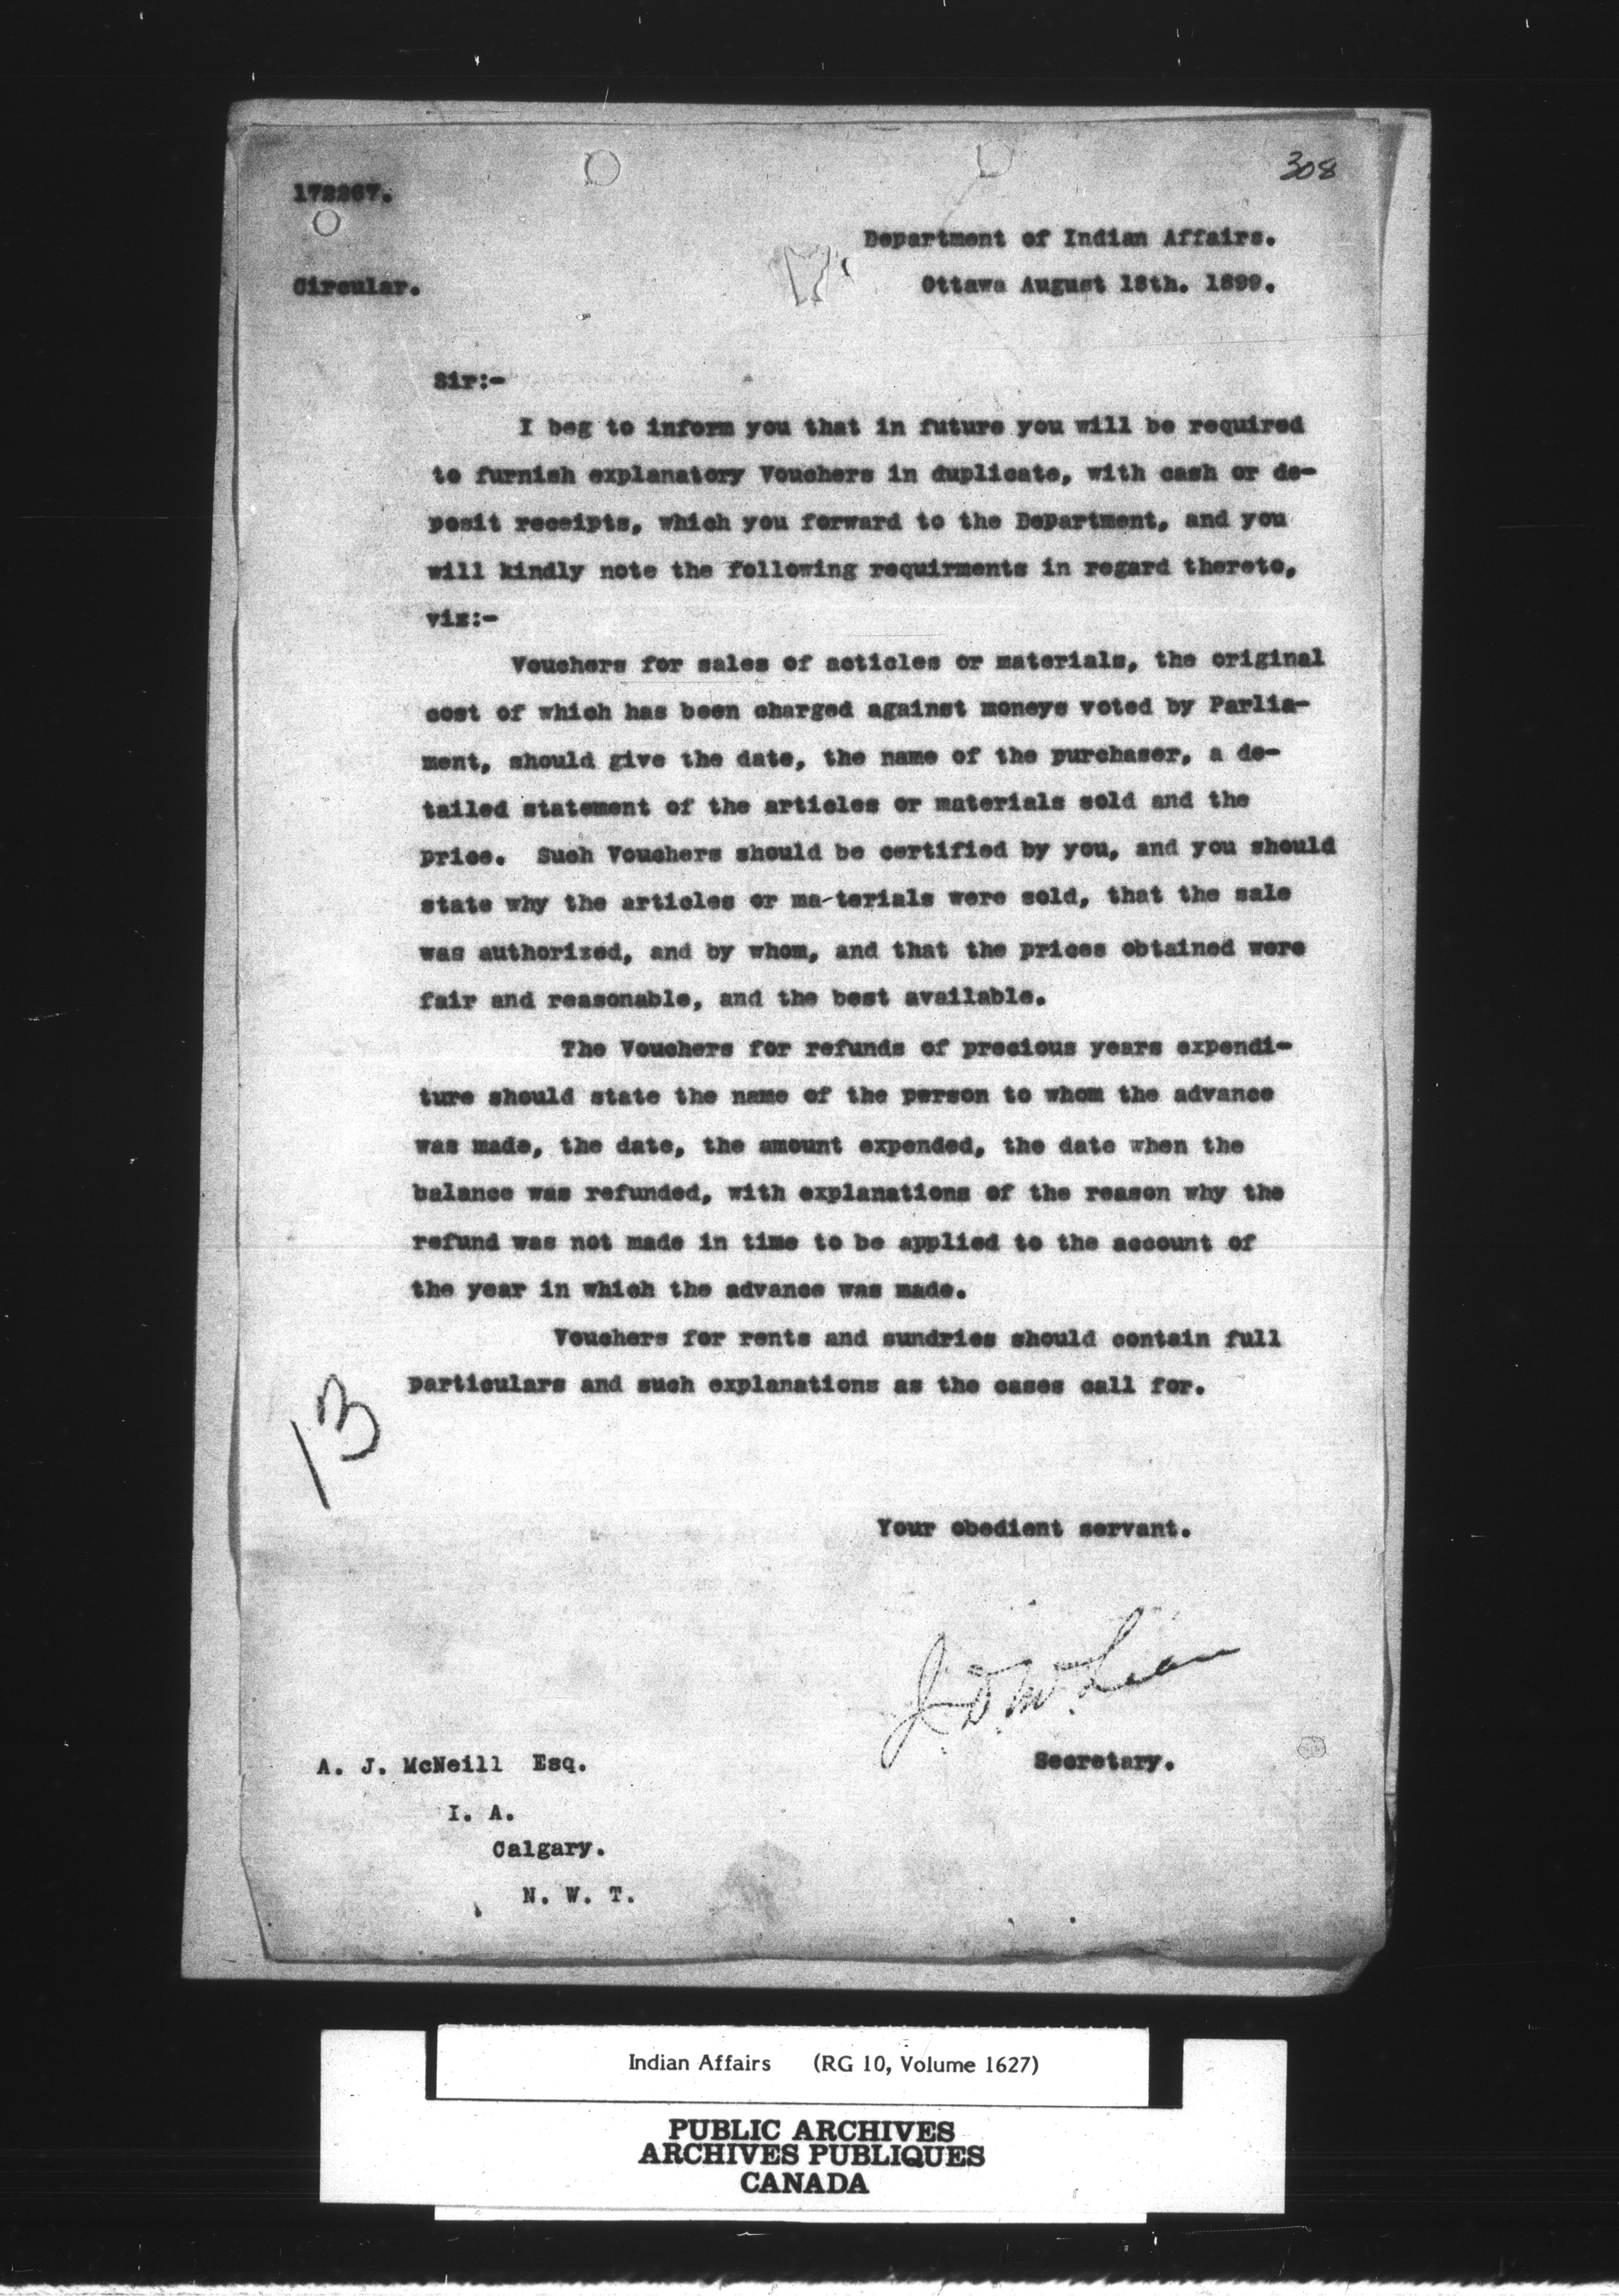 308
172267.
Department of Indian Affairs.
Circular.
Ottawa August 18th. 1899.
Sir:-
I beg to inform you that in future you will be required
to furnish explanatory Vouchers in duplicate, with cash or de-
posit receipts, which you forward to the Department, and you
will kindly note the following requirments in regard thereto,
viz:-
Vouchers for sales of acticles or materials, the original
cost of which has been charged against moneys voted by Parlia-
ment, should give the date, the name of the purchaser, a de-
tailed statement of the articles or materials sold and the
price. Such Vouchers should be certified by you, and you should
state why the articles or ma-terials were sold, that the sale
was authorized, and by whom, and that the prices obtained were
fair and reasonable, and the best available.
The Vouchers for refunds of precious years expendi-
ture should state the name of the person to whom the advance
was made, the date, the amount expended, the date when the
balance was refunded, with explanations of the reason why the
refund was not made in time to be applied to the account of
the year in which the advance was made.
Vouchers for rents and sundries should contain full
particulars and such explanations as the cases call for.
13
Your obedient servant.
J. D. McLean
Secretary.
A. J. McNeill Esq.
I. A.
Calgary.
N. W. T.
Indian Affairs (RG 10, Volume 1627)
PUBLIC ARCHIVES
ARCHIVES PUBLIQUES
CANADA